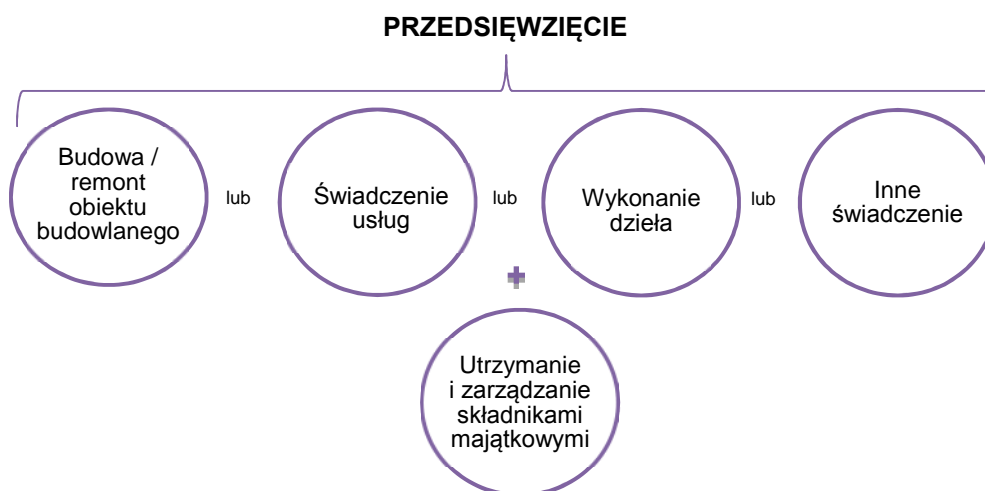 PRZEDSIĘWZIĘCIE
Budowa /
remont
obiektu
budowlanego
lub
Świadczenie
usług
lub
Wykonanie
dzieła
lub
Inne
świadczenie
Utrzymanie
i zarządzanie
składnikami
majątkowymi